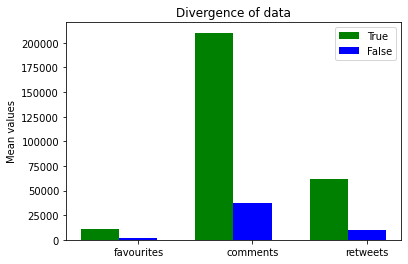 Divergence of data
True
False
Mean values
200000
175000
150000
125000
100000
75000
50000
25000
0
favourites
comments
retweets